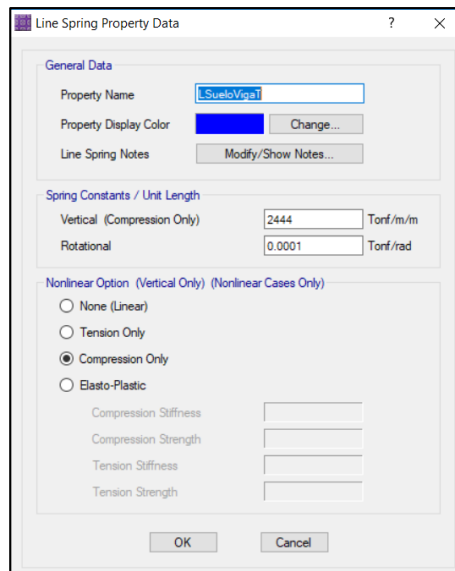 Line Spring Property Data ? ×
General Data
Property Name LSueloVigaT
Property Display Color Change...
Line Spring Notes Modify/Show Notes...
Spring Constants / Unit Length
Vertical (Compression Only) 2444 Tonf/m/m
Rotational 0.0001 Tonf/rad
Nonlinear Option (Vertical Only) (Nonlinear Cases Only)
None (Linear)
Tension Only
Compression Only
Elasto-Plastic
Compression Stiffness
Compression Strength
Tension Stiffness
Tension Strength
OK Cancel